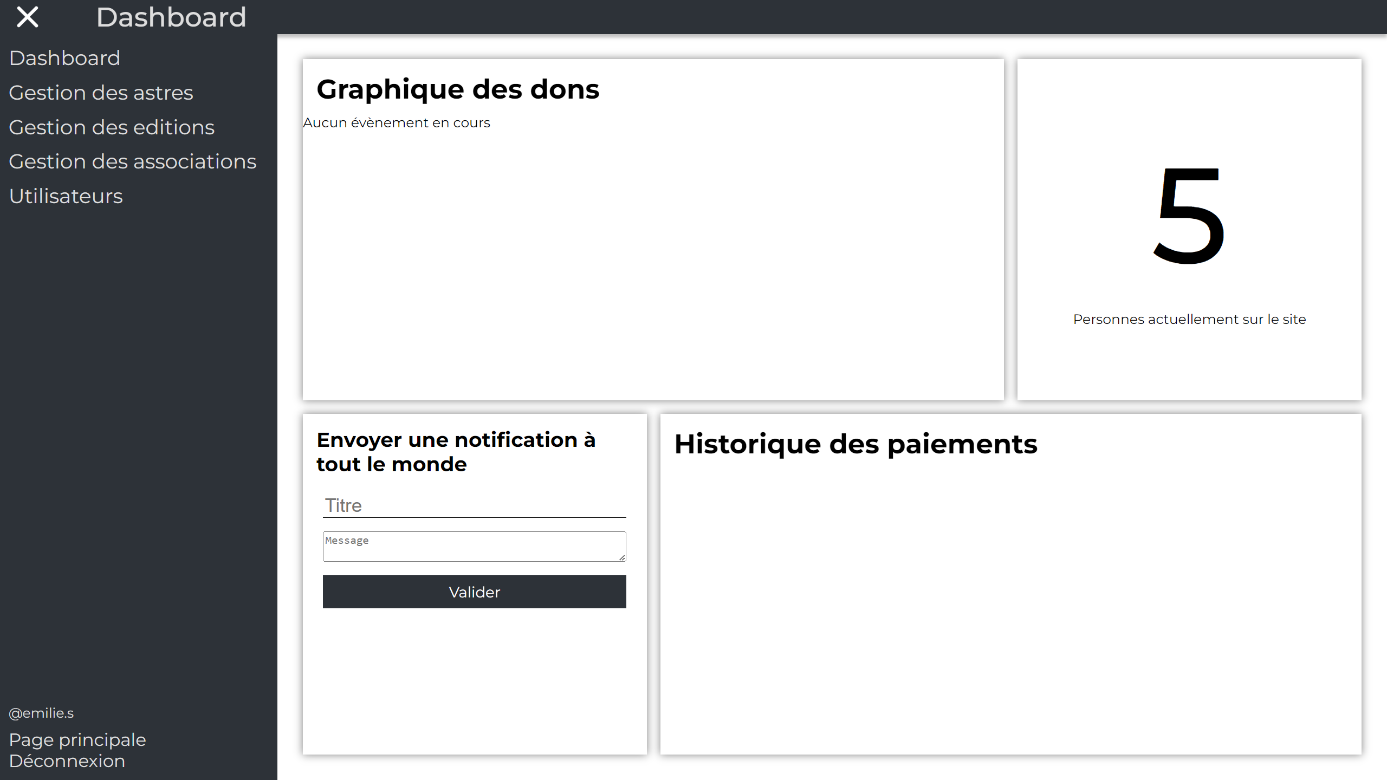 Dashboard
Dashboard
Gestion des astres
Gestion des editions
Gestion des associations
Utilisateurs
@emilie.s
Page principale
Déconnexion
Graphique des dons
Aucun évènement en cours
5
Personnes actuellement sur le site
Envoyer une notification à
tout le monde
Titre
Message
Valider
Historique des paiements